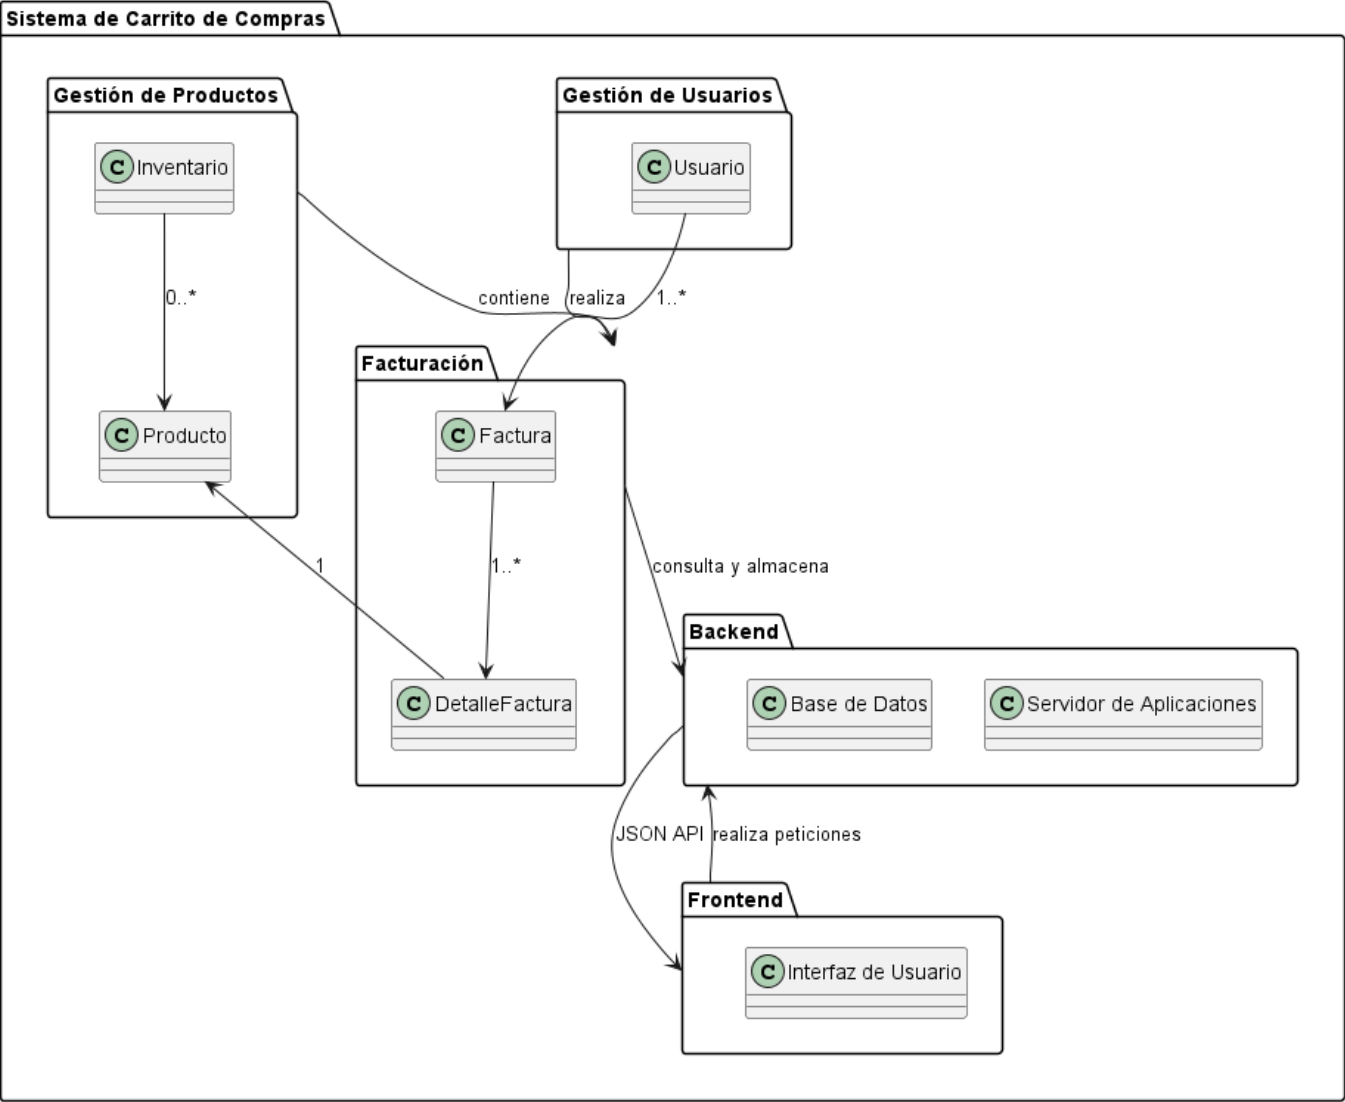 Sistema de Carrito de Compras
Gestión de Productos
Gestión de Usuarios
C Inventario
C Usuario
0..*
contiene
realiza
1..*
Facturación
C Producto
C Factura
1
1..*
consulta y almacena
Backend
C DetalleFactura
C Base de Datos
C Servidor de Aplicaciones
JSON API
realiza peticiones
Frontend
C Interfaz de Usuario